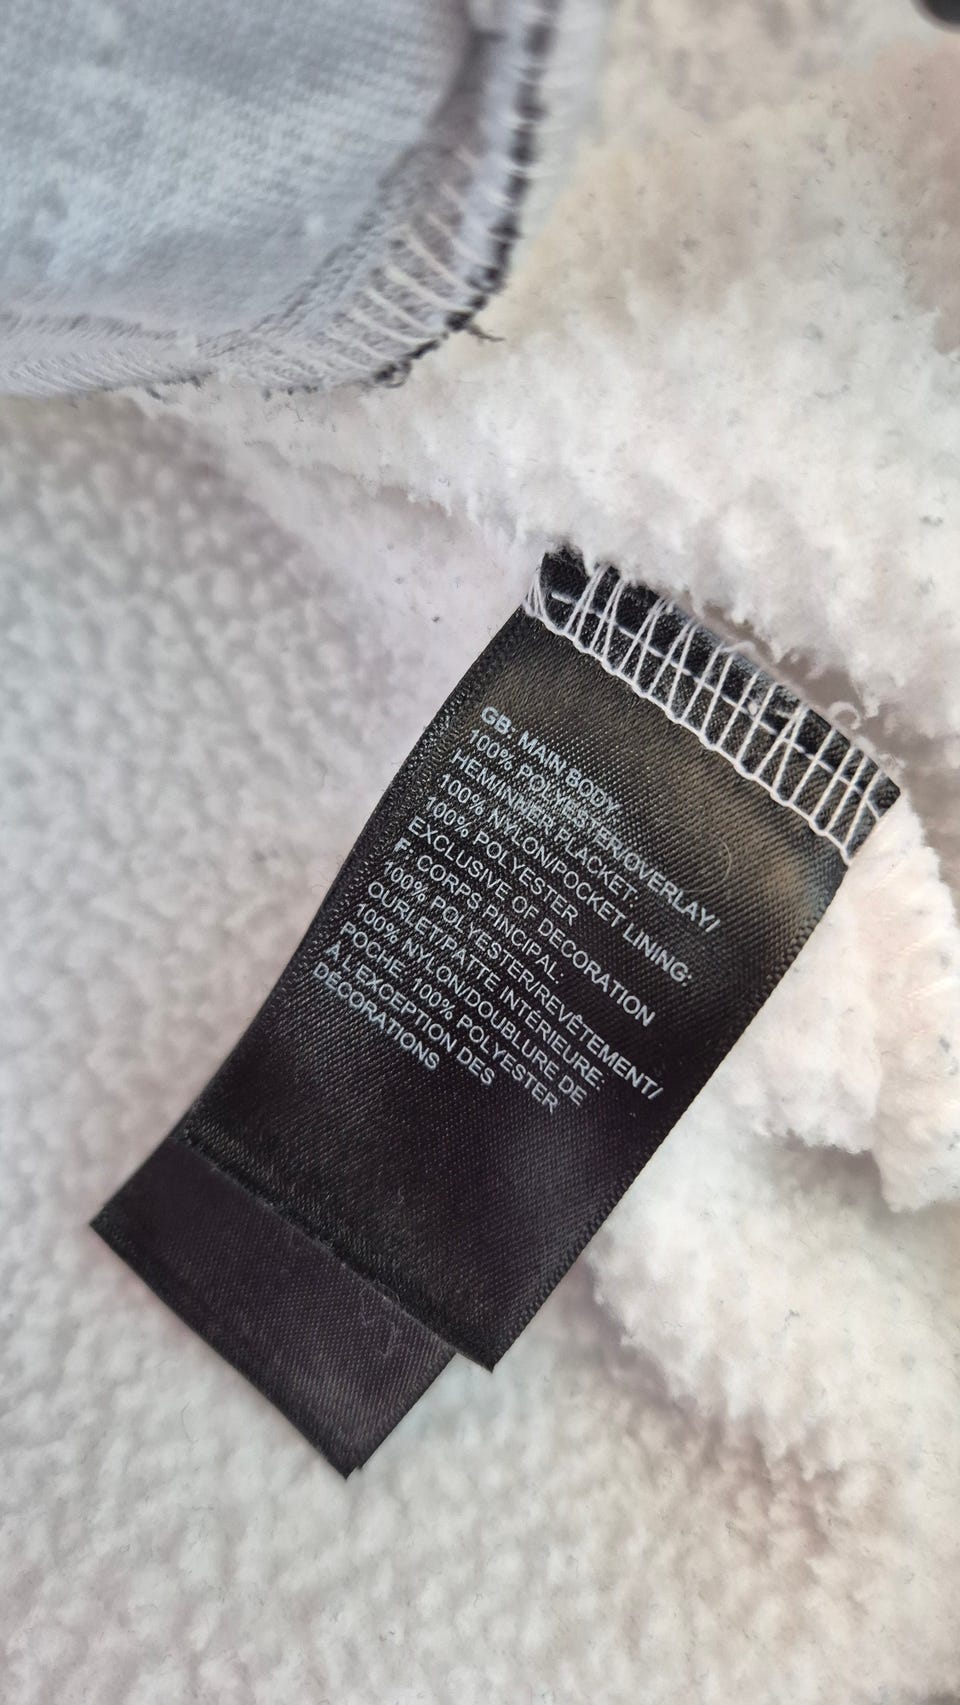 GB: MAIN BODY:
100% POLYESTER/OVERLAY/
HEM/INNER PLACKET:
100% NYLON/POCKET LINING:
100% POLYESTER
EXCLUSIVE OF DECORATION
F: CORPS PINCIPAL:
100% POLYESTER/REVÊTEMENT/
OURLET/PATTE INTÉRIEURE:
100% NYLON/DOUBLURE DE
POCHE: 100% POLYESTER
À L'EXCEPTION DES
DÉCORATIONS